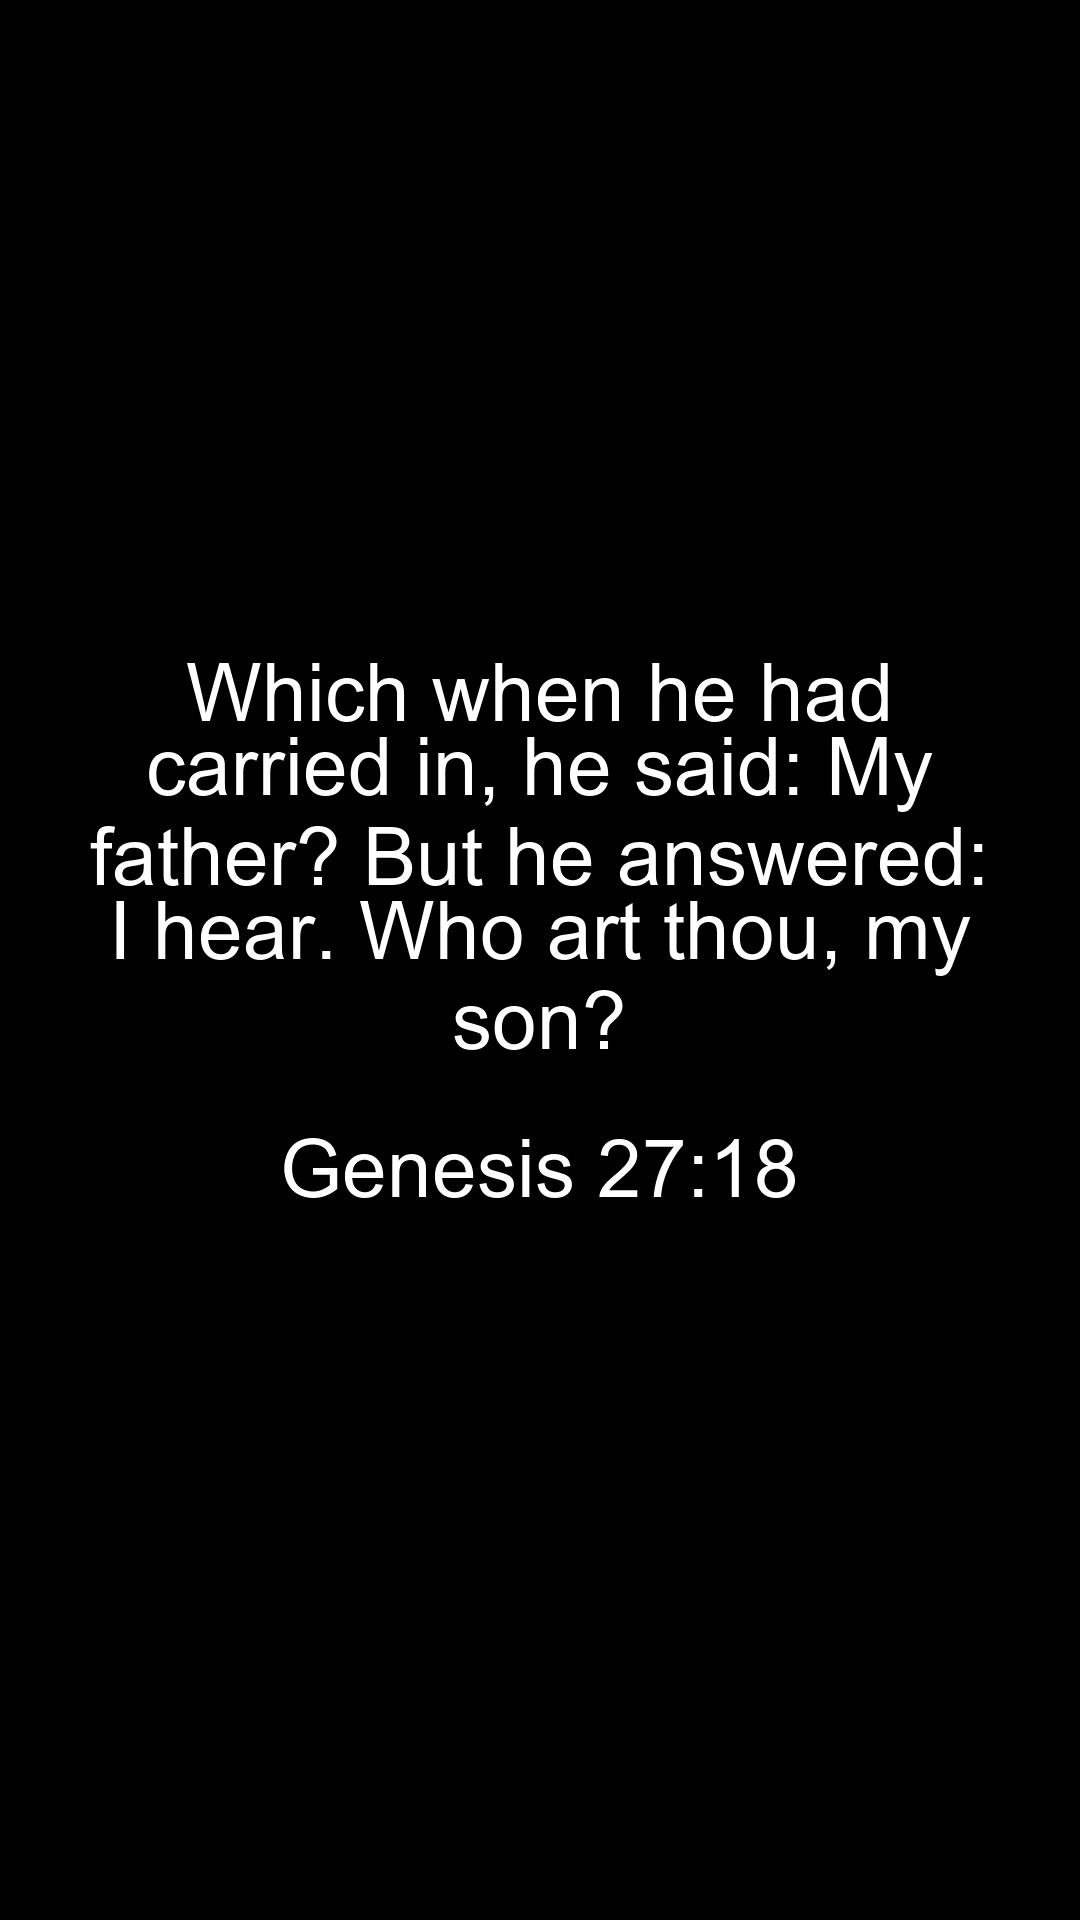 Which when he had
carried in, he said: My
father? But he answered:
I hear. Who art thou, my
son?
Genesis 27:18